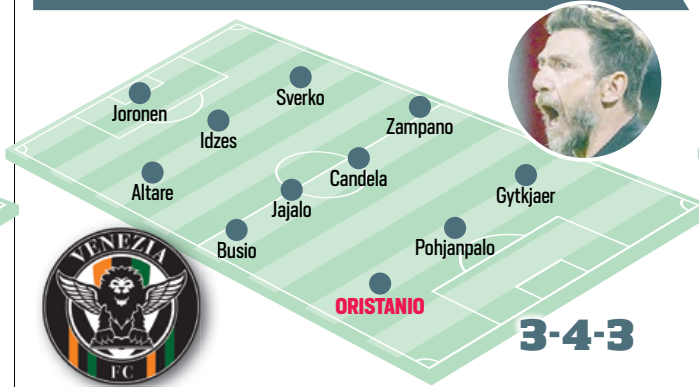 Joronen
Sverko
Idzes
Zampano
Altare
Candela
Jajalo
Gytkjaer
Busio
Pohjanpalo
ORISTANIO
VENEZIA
FC
3-4-3